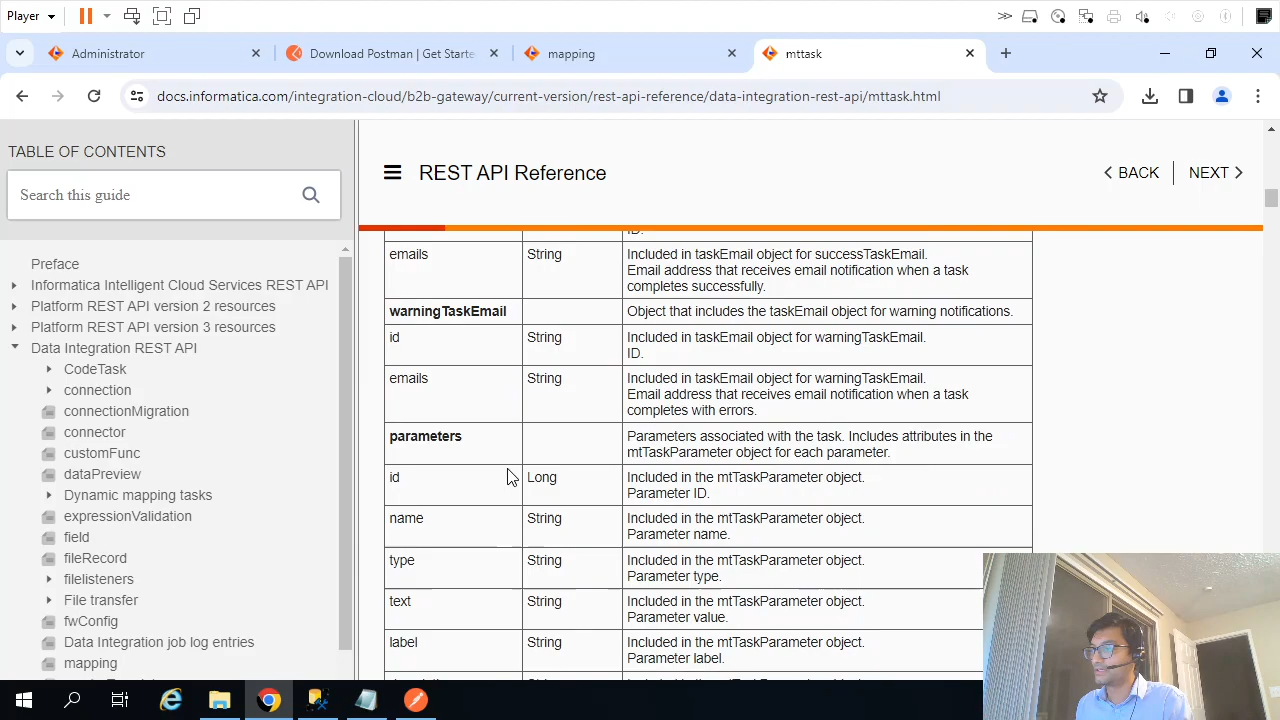 Player
Administrator
Download Postman | Get Starte
mapping
mttask
docs.informatica.com/integration-cloud/b2b-gateway/current-version/rest-api-reference/data-integration-rest-api/mttask.html
TABLE OF CONTENTS
Search this guide
Preface
Informatica Intelligent Cloud Services REST API
Platform REST API version 2 resources
Platform REST API version 3 resources
Data Integration REST API
CodeTask
connection
connectionMigration
connector
customFunc
dataPreview
Dynamic mapping tasks
expressionValidation
field
fileRecord
filelisteners
File transfer
fwConfig
Data Integration job log entries
mapping
REST API Reference
BACK
NEXT
ID.
emails String Included in taskEmail object for successTaskEmail.
Email address that receives email notification when a task
completes successfully.
warningTaskEmail Object that includes the taskEmail object for warning notifications.
id String Included in taskEmail object for warningTaskEmail.
ID.
emails String Included in taskEmail object for warningTaskEmail.
Email address that receives email notification when a task
completes with errors.
parameters Parameters associated with the task. Includes attributes in the
mtTaskParameter object for each parameter.
id Long Included in the mtTaskParameter object.
Parameter ID.
name String Included in the mtTaskParameter object.
Parameter name.
type String Included in the mtTaskParameter object.
Parameter type.
text String Included in the mtTaskParameter object.
Parameter value.
label String Included in the mtTaskParameter object.
Parameter label.